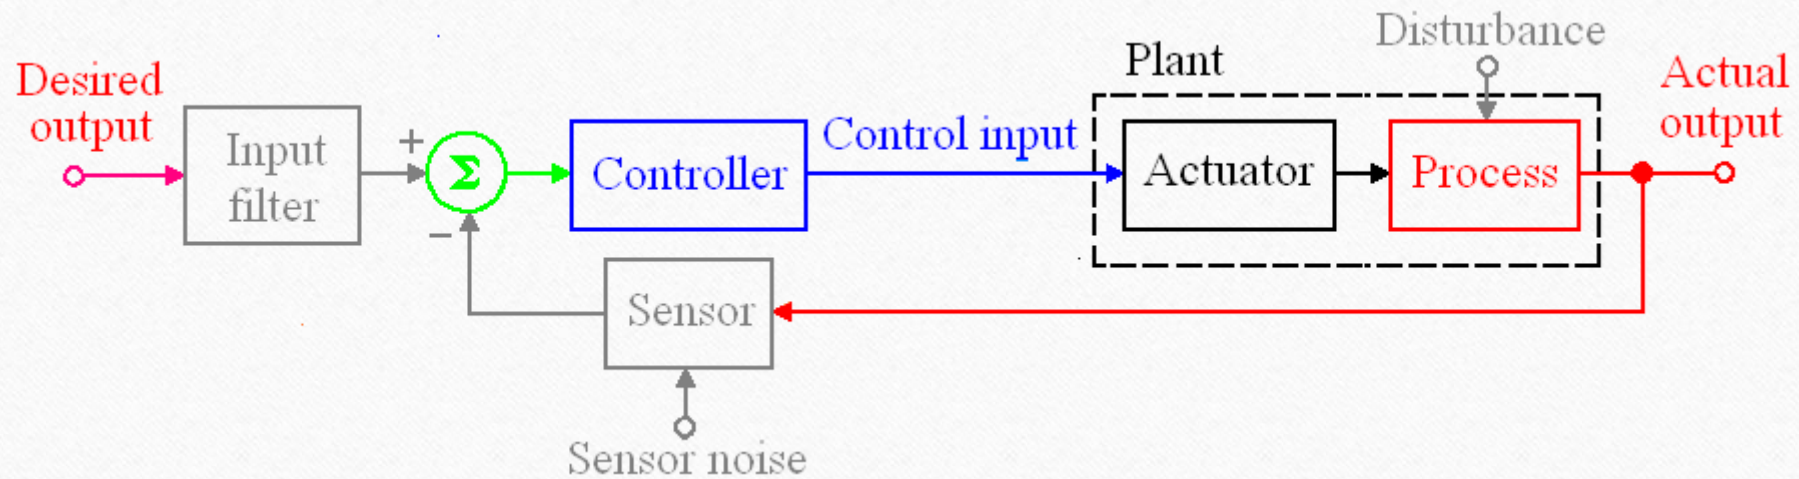 Desired
output
Input
filter
+
−
Σ
Controller
Control input
Plant
Actuator
Process
Disturbance
Actual
output
Sensor
Sensor noise